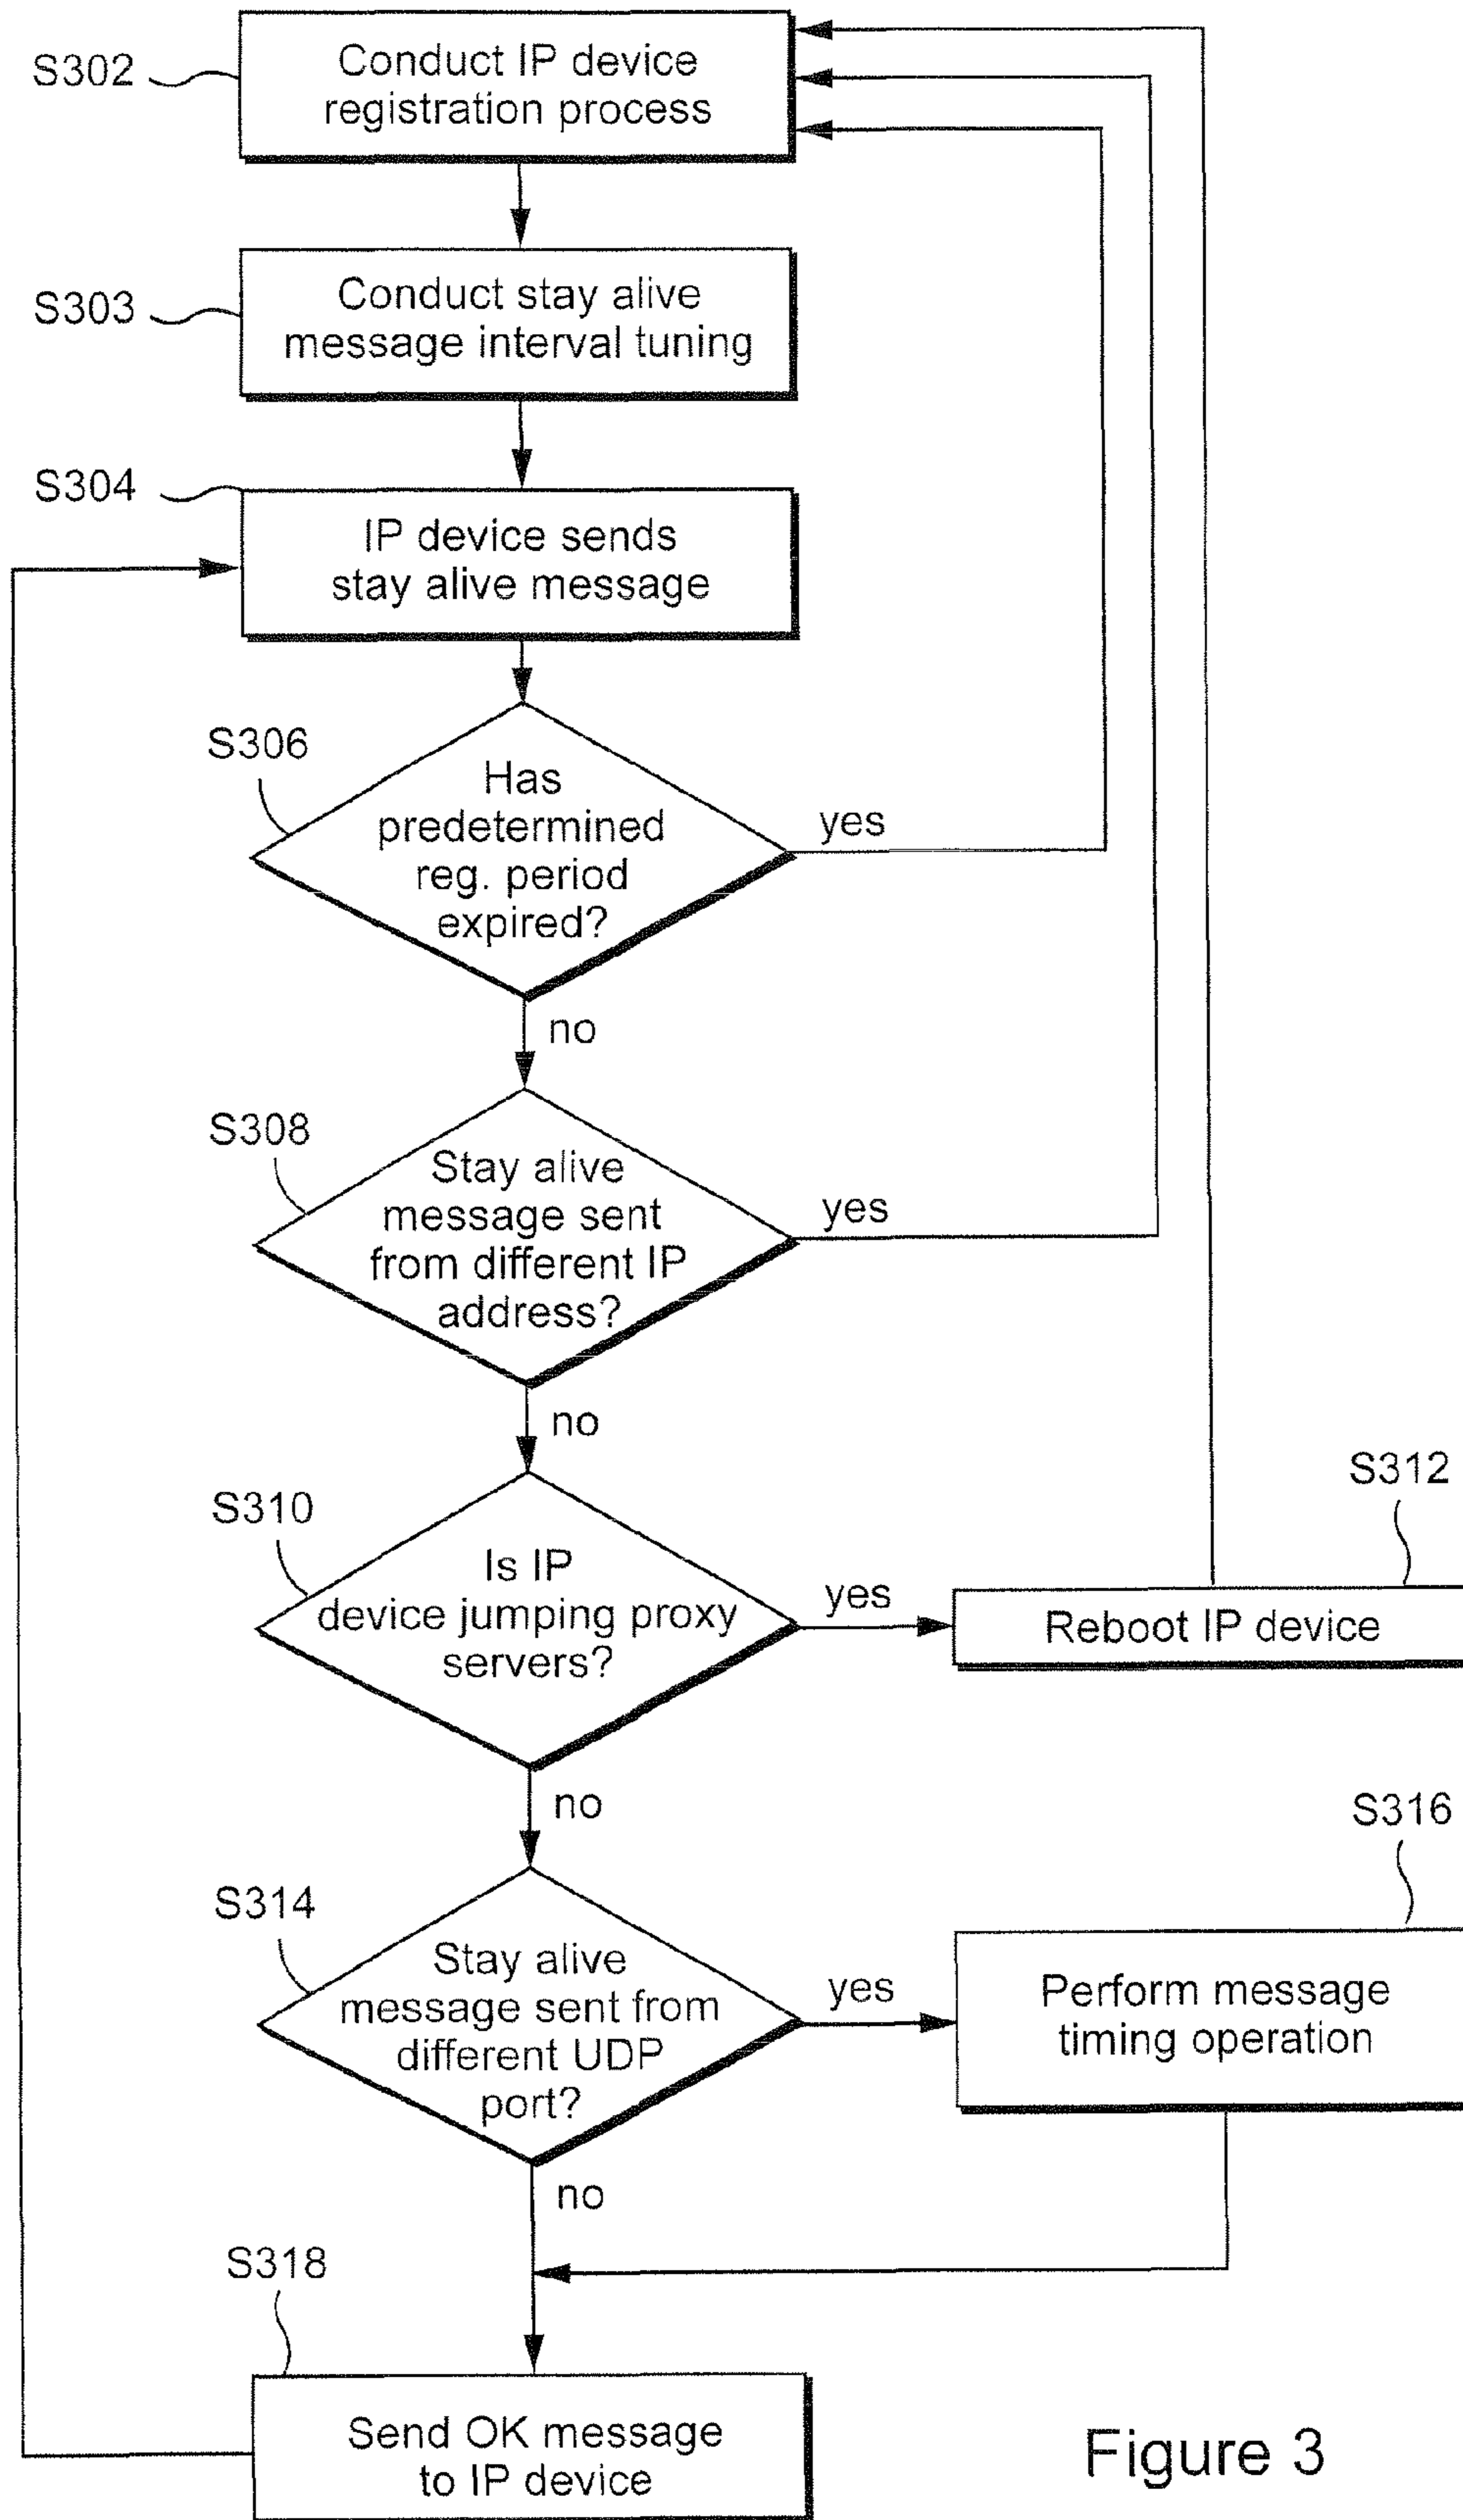 S302
Conduct IP device
registration process
S303
Conduct stay alive
message interval tuning
S304
IP device sends
stay alive message
S306
Has
predetermined
reg. period
expired?
yes
no
S308
Stay alive
message sent
from different IP
address?
yes
no
S310
Is IP
device jumping proxy
servers?
yes
S312
Reboot IP device
no
S314
Stay alive
message sent from
different UDP
port?
yes
S316
Perform message
timing operation
no
S318
Send OK message
to IP device
Figure 3